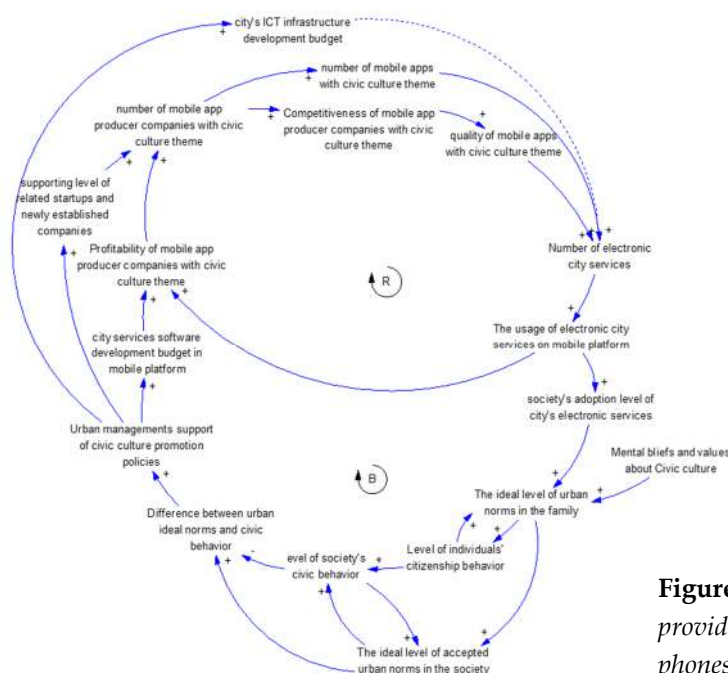 city's ICT infrastructure
development budget
+
number of mobile apps
with civic culture theme
+
number of mobile app
producer companies with civic
culture theme
+
Competitiveness of mobile app
producer companies with civic
culture theme
+
+
quality of mobile apps
with civic culture theme
+
+
supporting level of
related startups and
newly established
companies
+
+ + +
Number of electronic
city services
Profitability of mobile app
producer companies with civic
culture theme
R
+
+
+
The usage of electronic city
services on mobile platform
city services software
development budget in
mobile platform
+
+
society's adoption level of
city's electronic services
Urban managements support
of civic culture promotion
policies
Mental bliefs and values
about Civic culture
+
B
+
+
The ideal level of urban
norms in the family
Difference between urban
ideal norms and civic
behavior
+
+
-
Level of individuals'
citizenship behavior
+
+
evel of society's
civic behavior
+
+
+
+
The ideal level of accepted
urban norms in the society
Figure
provid
phones